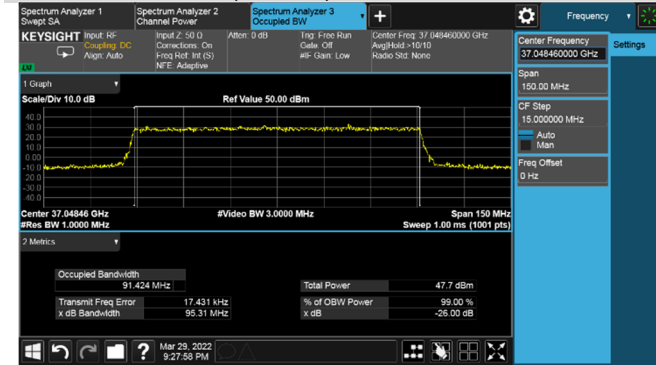 Spectrum Analyzer 1
Swept SA
Spectrum Analyzer 2
Channel Power
Spectrum Analyzer 3
Occupied BW
+
Frequency
KEYSIGHT
Input: RF
Coupling: DC
Align: Auto
Input Z: 50 Ω
Corrections: On
Freq Ref: Int (S)
NFE: Adaptive
Atten: 0 dB
Trig: Free Run
Gate: Off
#IF Gain: Low
Center Freq: 37.048460000 GHz
Avg|Hold:>10/10
Radio Std: None
Center Frequency
37.048460000 GHz
Settings
Span
150.00 MHz
CF Step
15.000000 MHz
Auto
Man
Freq Offset
0 Hz
1 Graph
Scale/Div 10.0 dB
Ref Value 50.00 dBm
40.0
30.0
20.0
10.0
0.00
-10.0
-20.0
-30.0
-40.0
Center 37.04846 GHz
#Video BW 3.0000 MHz
Span 150 MHz
#Res BW 1.0000 MHz
Sweep 1.00 ms (1001 pts)
2 Metrics
Occupied Bandwidth
91.424 MHz
Total Power 47.7 dBm
Transmit Freq Error 17.431 kHz
% of OBW Power 99.00 %
x dB Bandwidth 95.31 MHz
x dB -26.00 dB
?
Mar 29, 2022
9:27:58 PM